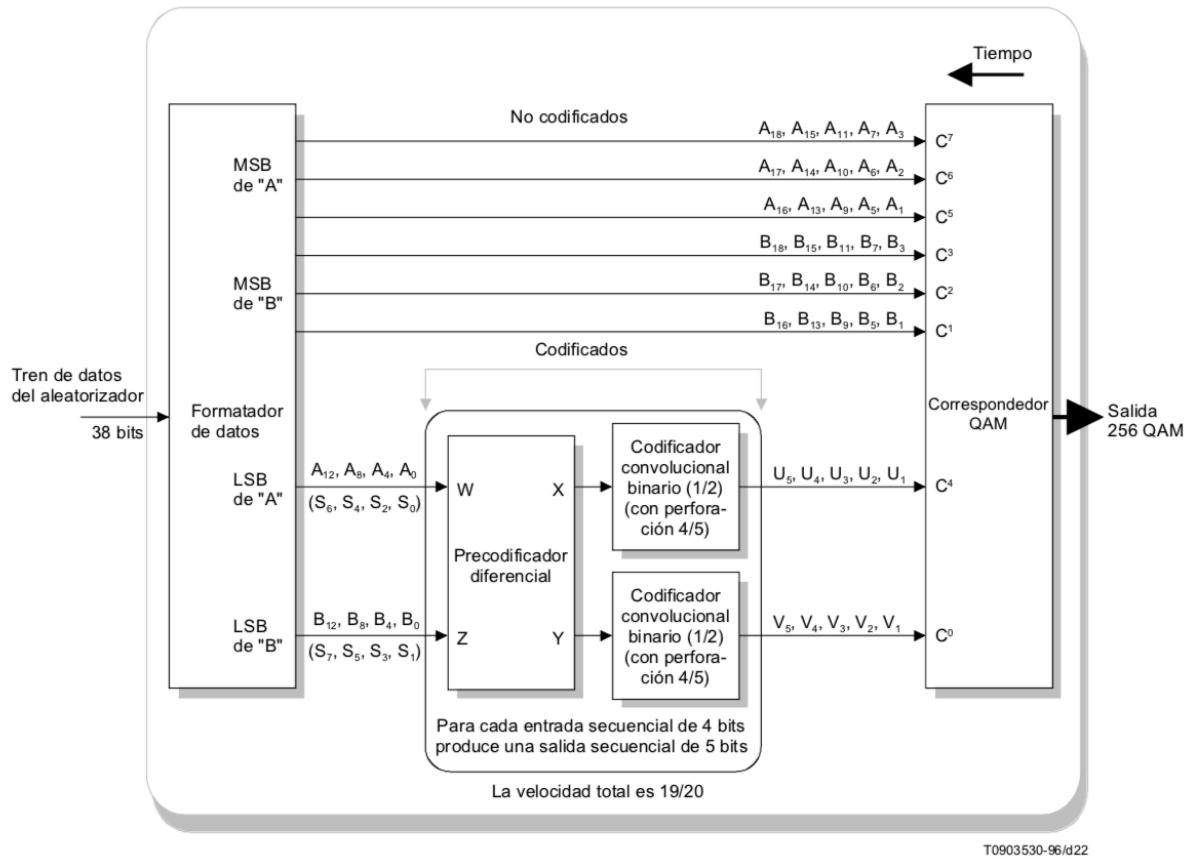 Tiempo
No codificados
MSB
de "A"
A₁₈, A₁₅, A₁₁, A₇, A₃
C⁷
A₁₇, A₁₄, A₁₀, A₆, A₂
C⁶
A₁₆, A₁₃, A₉, A₅, A₁
C⁵
MSB
de "B"
B₁₈, B₁₅, B₁₁, B₇, B₃
C³
B₁₇, B₁₄, B₁₀, B₆, B₂
C²
B₁₆, B₁₃, B₉, B₅, B₁
C¹
Codificados
Tren de datos
del aleatorizador
38 bits
Formatador
de datos
Correspondedor
QAM
Salida
256 QAM
LSB
de "A"
A₁₂, A₈, A₄, A₀
(S₆, S₄, S₂, S₀)
W
X
Precodificador
diferencial
Codificador
convolucional
binario (1/2)
(con perfora-
ción 4/5)
U₅, U₄, U₃, U₂, U₁
C⁴
LSB
de "B"
B₁₂, B₈, B₄, B₀
(S₇, S₅, S₃, S₁)
Z
Y
Codificador
convolucional
binario (1/2)
(con perfora-
ción 4/5)
V₅, V₄, V₃, V₂, V₁
C⁰
Para cada entrada secuencial de 4 bits
produce una salida secuencial de 5 bits
La velocidad total es 19/20
T0903530-96/d22